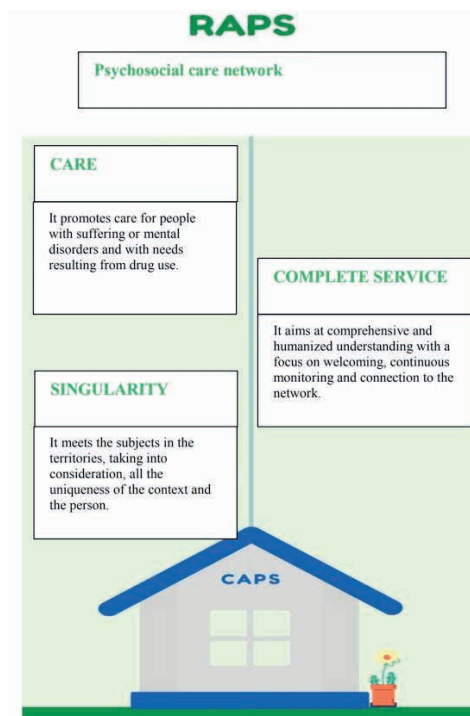 RAPS
Psychosocial care network
CARE
It promotes care for people
with suffering or mental
disorders and with needs
resulting from drug use.
COMPLETE SERVICE
It aims at comprehensive and
humanized understanding with a
focus on welcoming, continuous
monitoring and connection to the
network.
SINGULARITY
It meets the subjects in the
territories, taking into
consideration, all the
uniqueness of the context and
the person.
CAPS